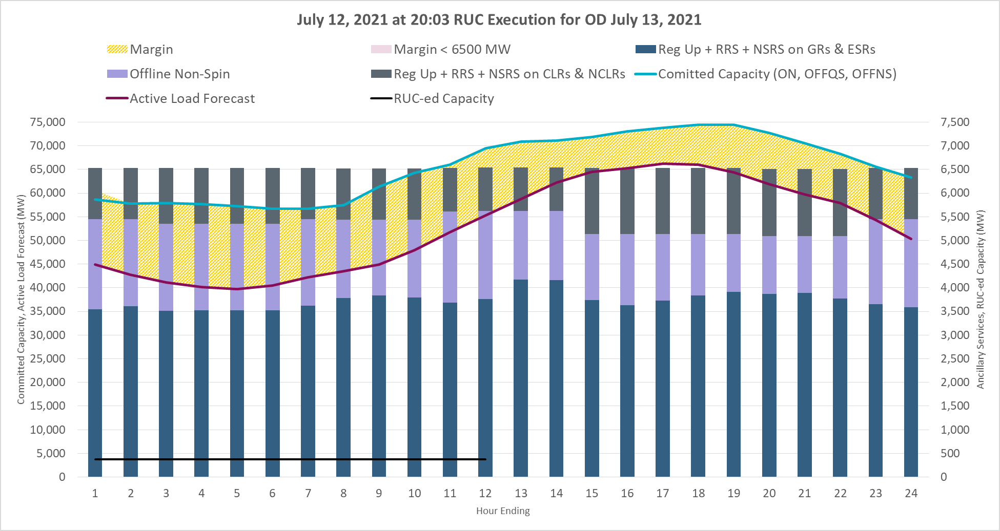 July 12, 2021 at 20:03 RUC Execution for OD July 13, 2021
Margin
Margin < 6500 MW
Reg Up + RRS + NSRS on GRs & ESRs
Offline Non-Spin
Reg Up + RRS + NSRS on CLRs & NCLRs
Comitted Capacity (ON, OFFQS, OFFNS)
Active Load Forecast
RUC-ed Capacity
Committed Capacity, Active Load Forecast (MW)
75,000
70,000
65,000
60,000
55,000
50,000
45,000
40,000
35,000
30,000
25,000
20,000
15,000
10,000
5,000
0
7,500
7,000
6,500
6,000
5,500
5,000
4,500
4,000
3,500
3,000
2,500
2,000
1,500
1,000
500
0
Ancillary Services, RUC-ed Capacity (MW)
1 2 3 4 5 6 7 8 9 10 11 12 13 14 15 16 17 18 19 20 21 22 23 24
Hour Ending